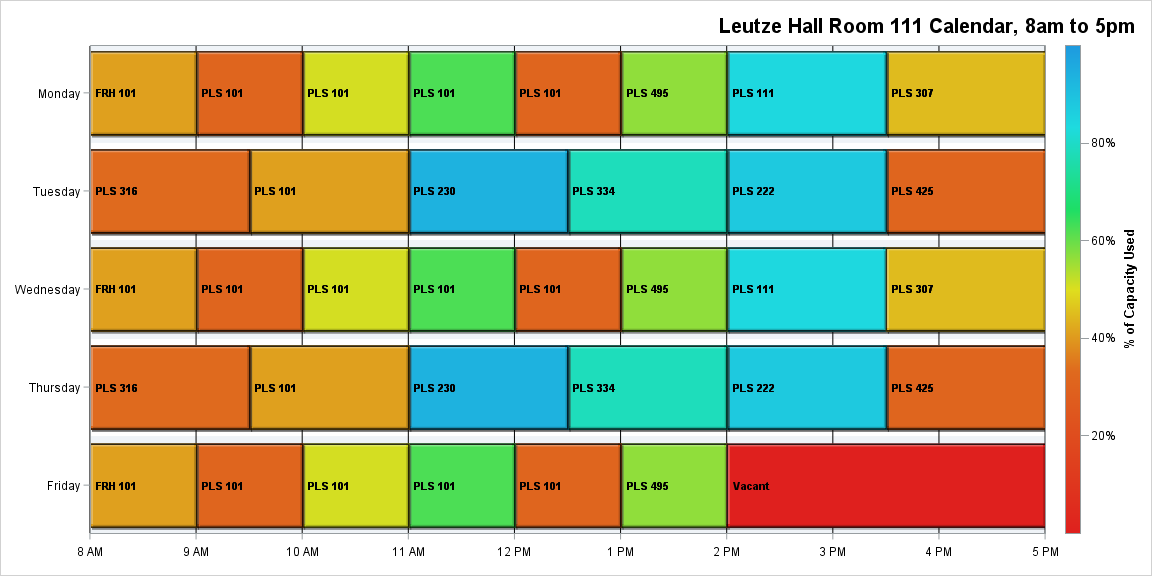 Leutze Hall Room 111 Calendar, 8am to 5pm
Monday
FRH 101
PLS 101
PLS 101
PLS 101
PLS 101
PLS 495
PLS 111
PLS 307
Tuesday
PLS 316
PLS 101
PLS 230
PLS 334
PLS 222
PLS 425
Wednesday
FRH 101
PLS 101
PLS 101
PLS 101
PLS 101
PLS 495
PLS 111
PLS 307
Thursday
PLS 316
PLS 101
PLS 230
PLS 334
PLS 222
PLS 425
Friday
FRH 101
PLS 101
PLS 101
PLS 101
PLS 101
PLS 495
Vacant
8 AM
9 AM
10 AM
11 AM
12 PM
1 PM
2 PM
3 PM
4 PM
5 PM
80%
60%
40%
20%
% of Capacity Used